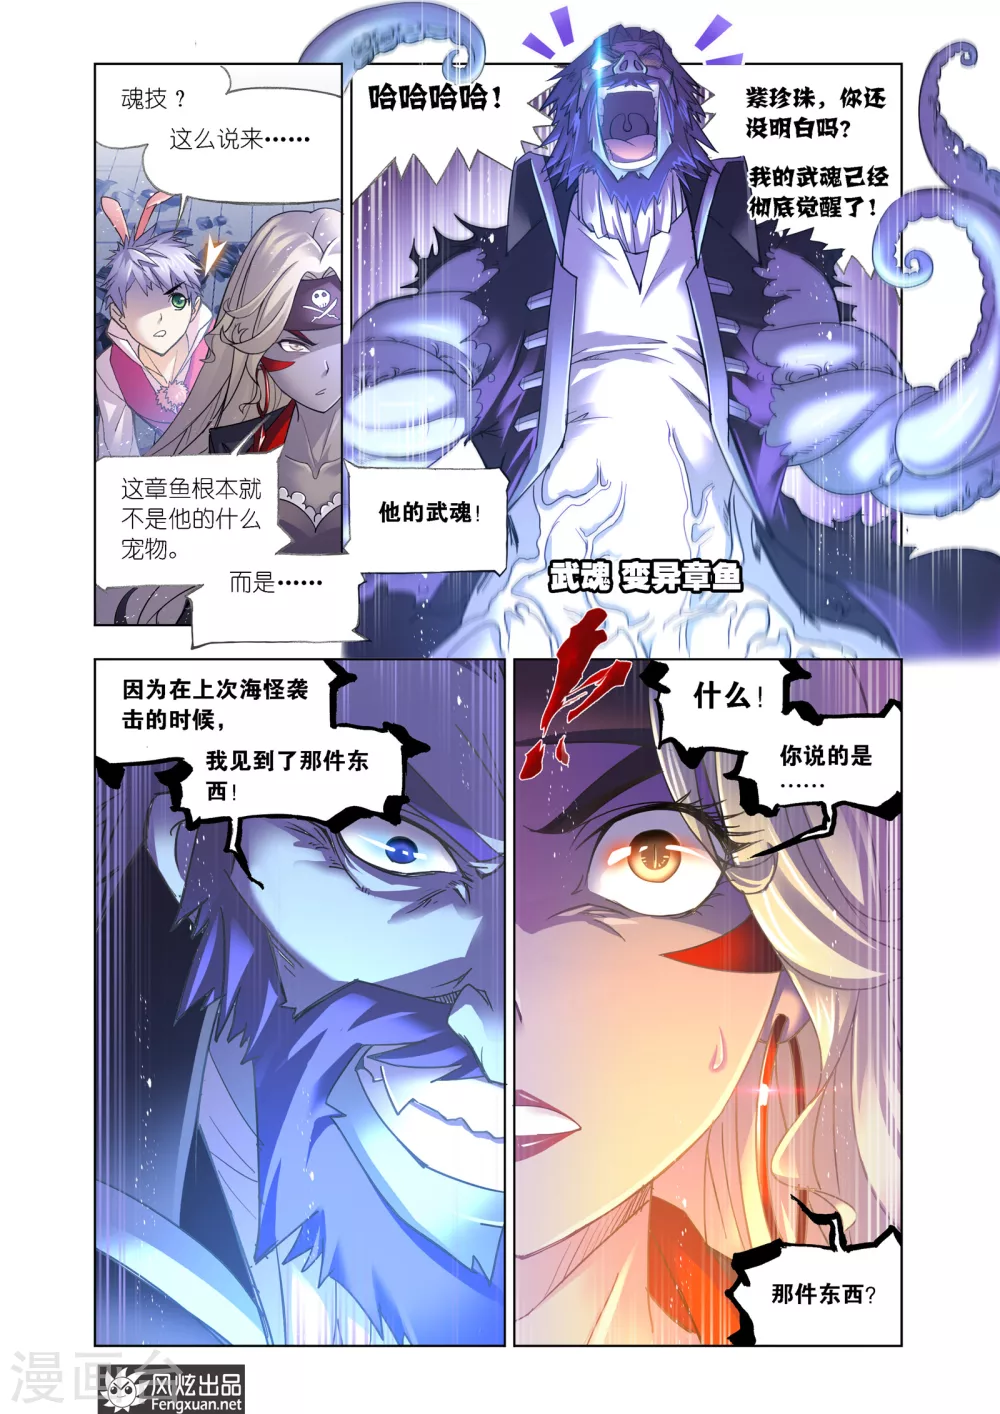 魂技？
这么说来……
这章鱼根本就
不是他的什么
宠物。
而是……
他的武魂！
哈哈哈哈！
紫珍珠，你还
没明白吗？
我的武魂已经
彻底觉醒了！
武魂 变异章鱼
因为在上次海怪袭
击的时候，
我见到了那件东
西！
什么！
你说的是
……
那件东西？
漫画台
风炫出品
Fengxuan.net